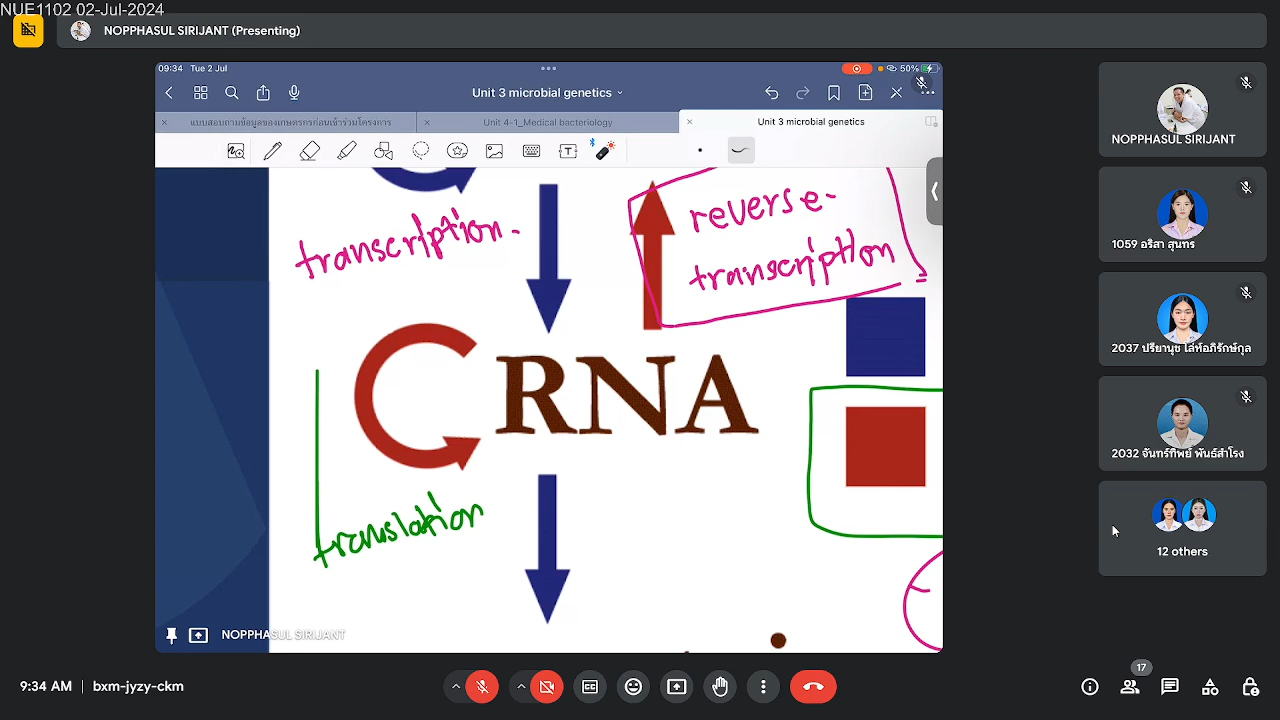 NUE1102 02-Jul-2024
NOPPHASUL SIRIJANT (Presenting)
09:34 Tue 2 Jul
50%
Unit 3 microbial genetics
แบบสอบถามข้อมูลของเกษตรกรก่อนเข้าร่วมโครงการ
Unit 4-1_Medical bacteriology
Unit 3 microbial genetics
transcription
reverse-
transcription
RNA
translation
NOPPHASUL SIRIJANT
NOPPHASUL SIRIJANT
1059 อริสา สุนทร
2037 ปรียานุช โล่ห์อภิรักษ์กุล
2032 จันทร์ทิพย์ พันธ์สำโรง
12 others
9:34 AM | bxm-jyzy-ckm
17